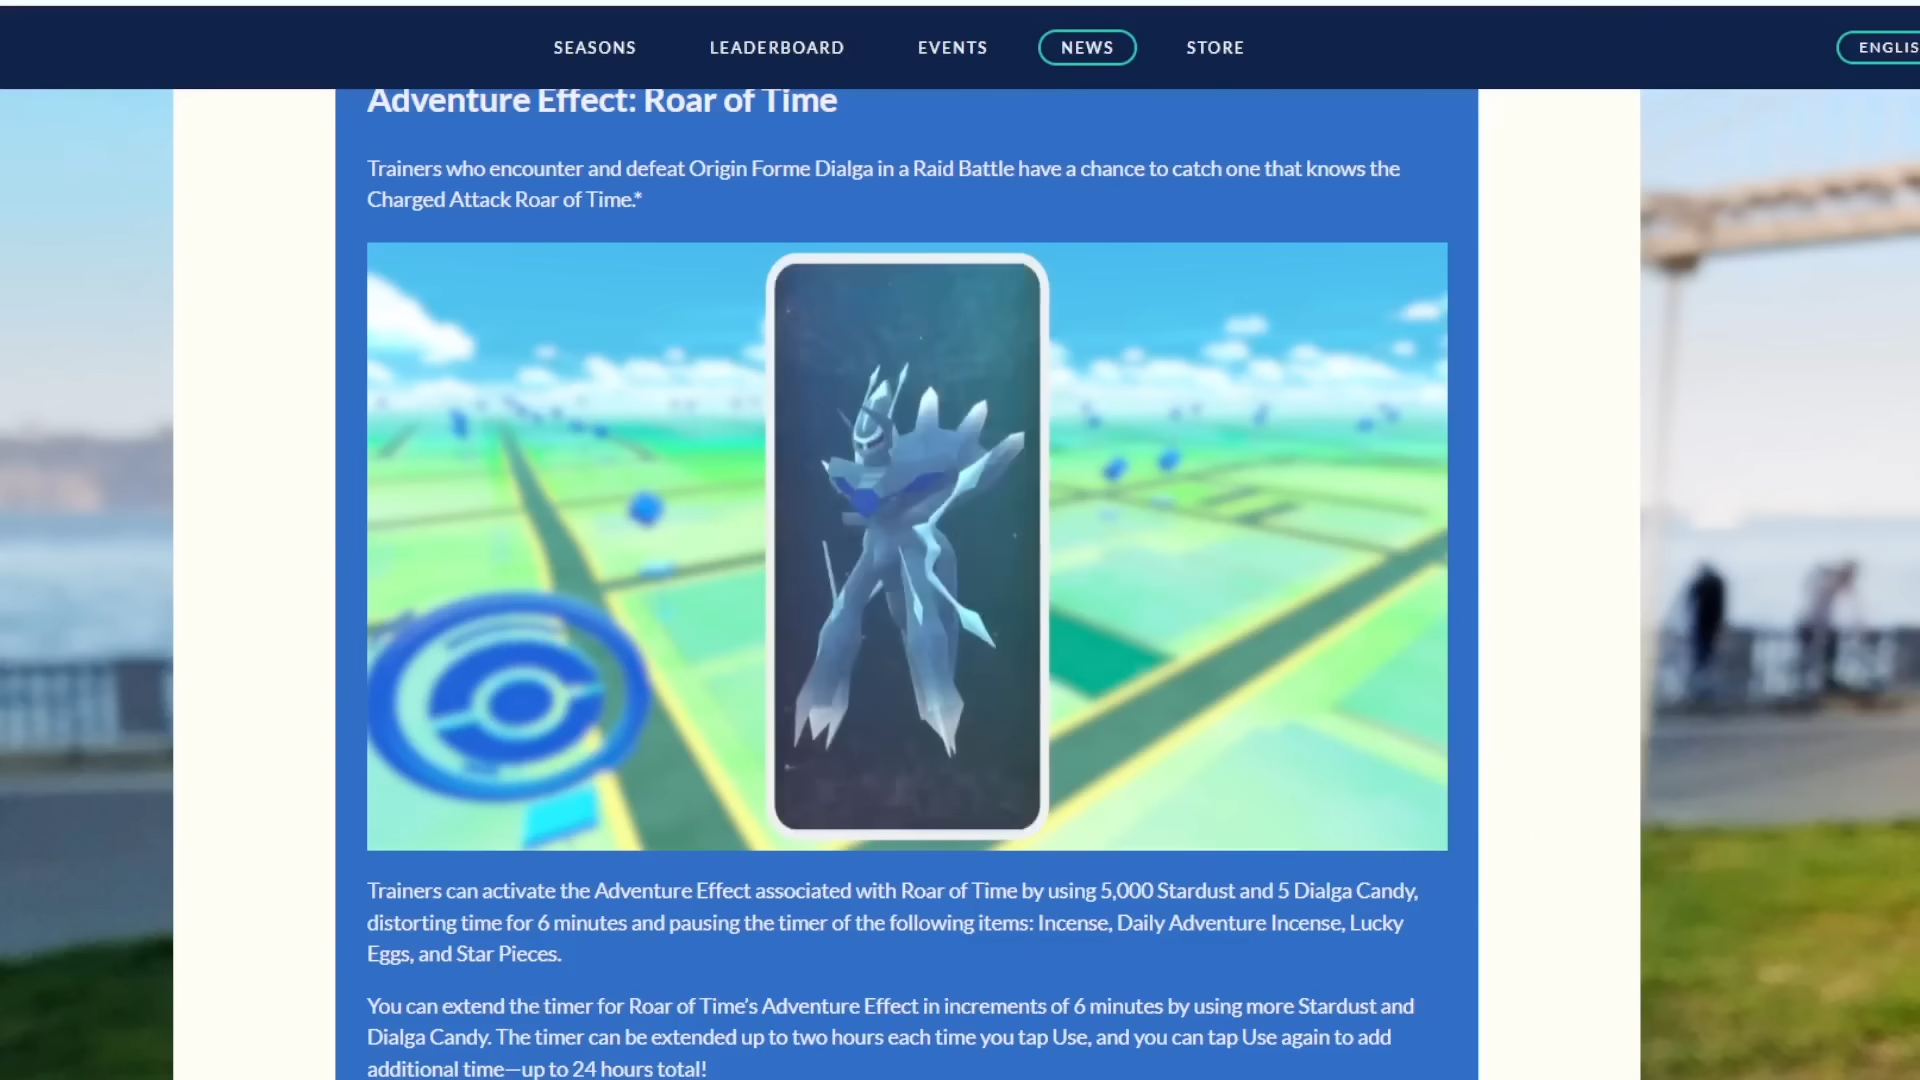 SEASONS LEADERBOARD EVENTS NEWS STORE ENGLIS
Adventure Effect: Roar of Time
Trainers who encounter and defeat Origin Forme Dialga in a Raid Battle have a chance to catch one that knows the
Charged Attack Roar of Time.*
Trainers can activate the Adventure Effect associated with Roar of Time by using 5,000 Stardust and 5 Dialga Candy,
distorting time for 6 minutes and pausing the timer of the following items: Incense, Daily Adventure Incense, Lucky
Eggs, and Star Pieces.
You can extend the timer for Roar of Time’s Adventure Effect in increments of 6 minutes by using more Stardust and
Dialga Candy. The timer can be extended up to two hours each time you tap Use, and you can tap Use again to add
additional time—up to 24 hours total!